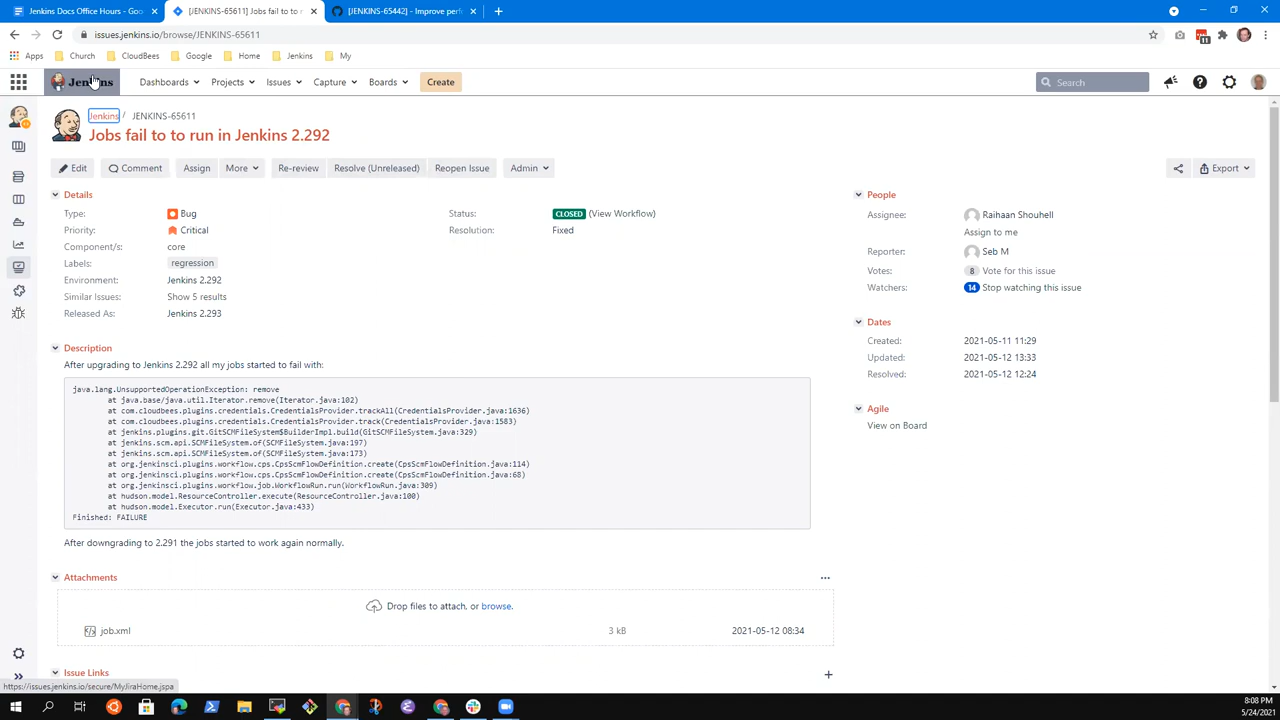 Jenkins Docs Office Hours - Goo
[JENKINS-65611] Jobs fail to to r
[JENKINS-65442] - Improve perf
issues.jenkins.io/browse/JENKINS-65611
11
Apps Church CloudBees Google Home Jenkins My
Jenkins Dashboards Projects Issues Capture Boards Create Search
Jenkins / JENKINS-65611
Jobs fail to to run in Jenkins 2.292
Edit Comment Assign More Re-review Resolve (Unreleased) Reopen Issue Admin Export
Details
Type: Bug Status: CLOSED (View Workflow)
Priority: Critical Resolution: Fixed
Component/s: core
Labels: regression
Environment: Jenkins 2.292
Similar Issues: Show 5 results
Released As: Jenkins 2.293
People
Assignee: Raihaan Shouhell
Assign to me
Reporter: Seb M
Votes: 8 Vote for this issue
Watchers: 14 Stop watching this issue
Dates
Created: 2021-05-11 11:29
Updated: 2021-05-12 13:33
Resolved: 2021-05-12 12:24
Agile
View on Board
Description
After upgrading to Jenkins 2.292 all my jobs started to fail with:
java.lang.UnsupportedOperationException: remove
at java.base/java.util.Iterator.remove(Iterator.java:102)
at com.cloudbees.plugins.credentials.CredentialsProvider.trackAll(CredentialsProvider.java:1636)
at com.cloudbees.plugins.credentials.CredentialsProvider.track(CredentialsProvider.java:1583)
at jenkins.plugins.git.GitSCMFileSystem$BuilderImpl.build(GitSCMFileSystem.java:329)
at jenkins.scm.api.SCMFileSystem.of(SCMFileSystem.java:197)
at jenkins.scm.api.SCMFileSystem.of(SCMFileSystem.java:173)
at org.jenkinsci.plugins.workflow.cps.CpsScmFlowDefinition.create(CpsScmFlowDefinition.java:114)
at org.jenkinsci.plugins.workflow.cps.CpsScmFlowDefinition.create(CpsScmFlowDefinition.java:68)
at org.jenkinsci.plugins.workflow.job.WorkflowRun.run(WorkflowRun.java:309)
at hudson.model.ResourceController.execute(ResourceController.java:100)
at hudson.model.Executor.run(Executor.java:433)
Finished: FAILURE
After downgrading to 2.291 the jobs started to work again normally.
Attachments
Drop files to attach, or browse.
job.xml 3 kB 2021-05-12 08:34
Issue Links
https://issues.jenkins.io/secure/MyJiraHome.jspa
8:08 PM
5/24/2021